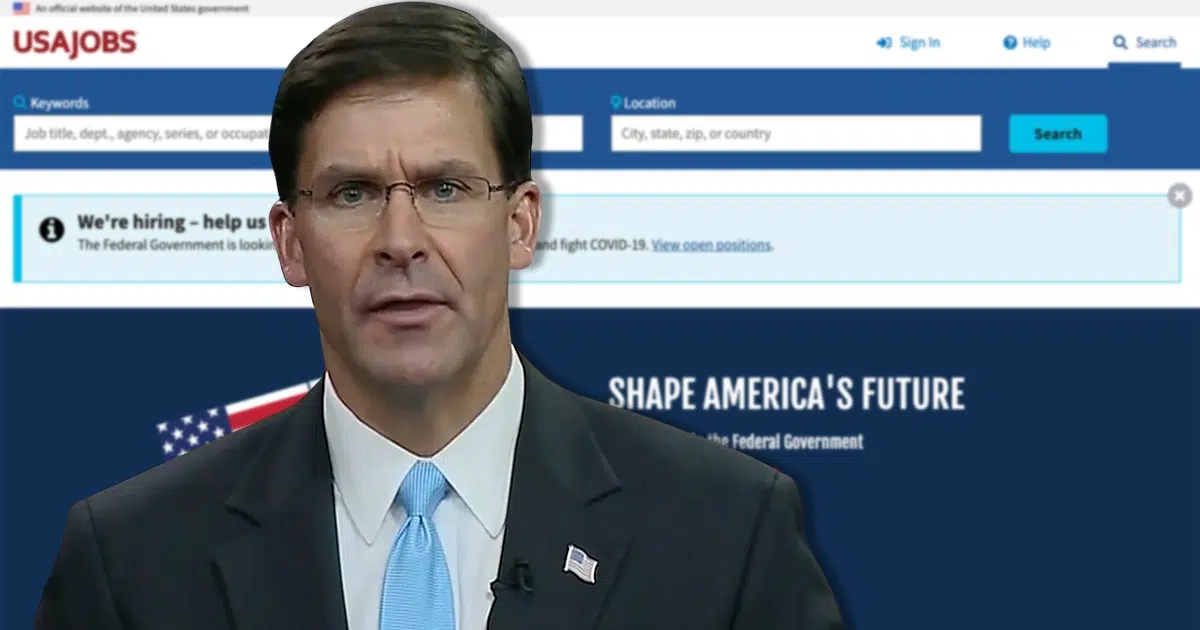 An official website of the United States government
USAJOBS
Sign In
Help
Search
Keywords
Location
Job title, dept., agency, series, or
City, state, zip, or country
Search
We're hiring – help us
The Federal Government is
and fight COVID-19. View open positions.
SHAPE AMERICA'S FUTURE
the Federal Government